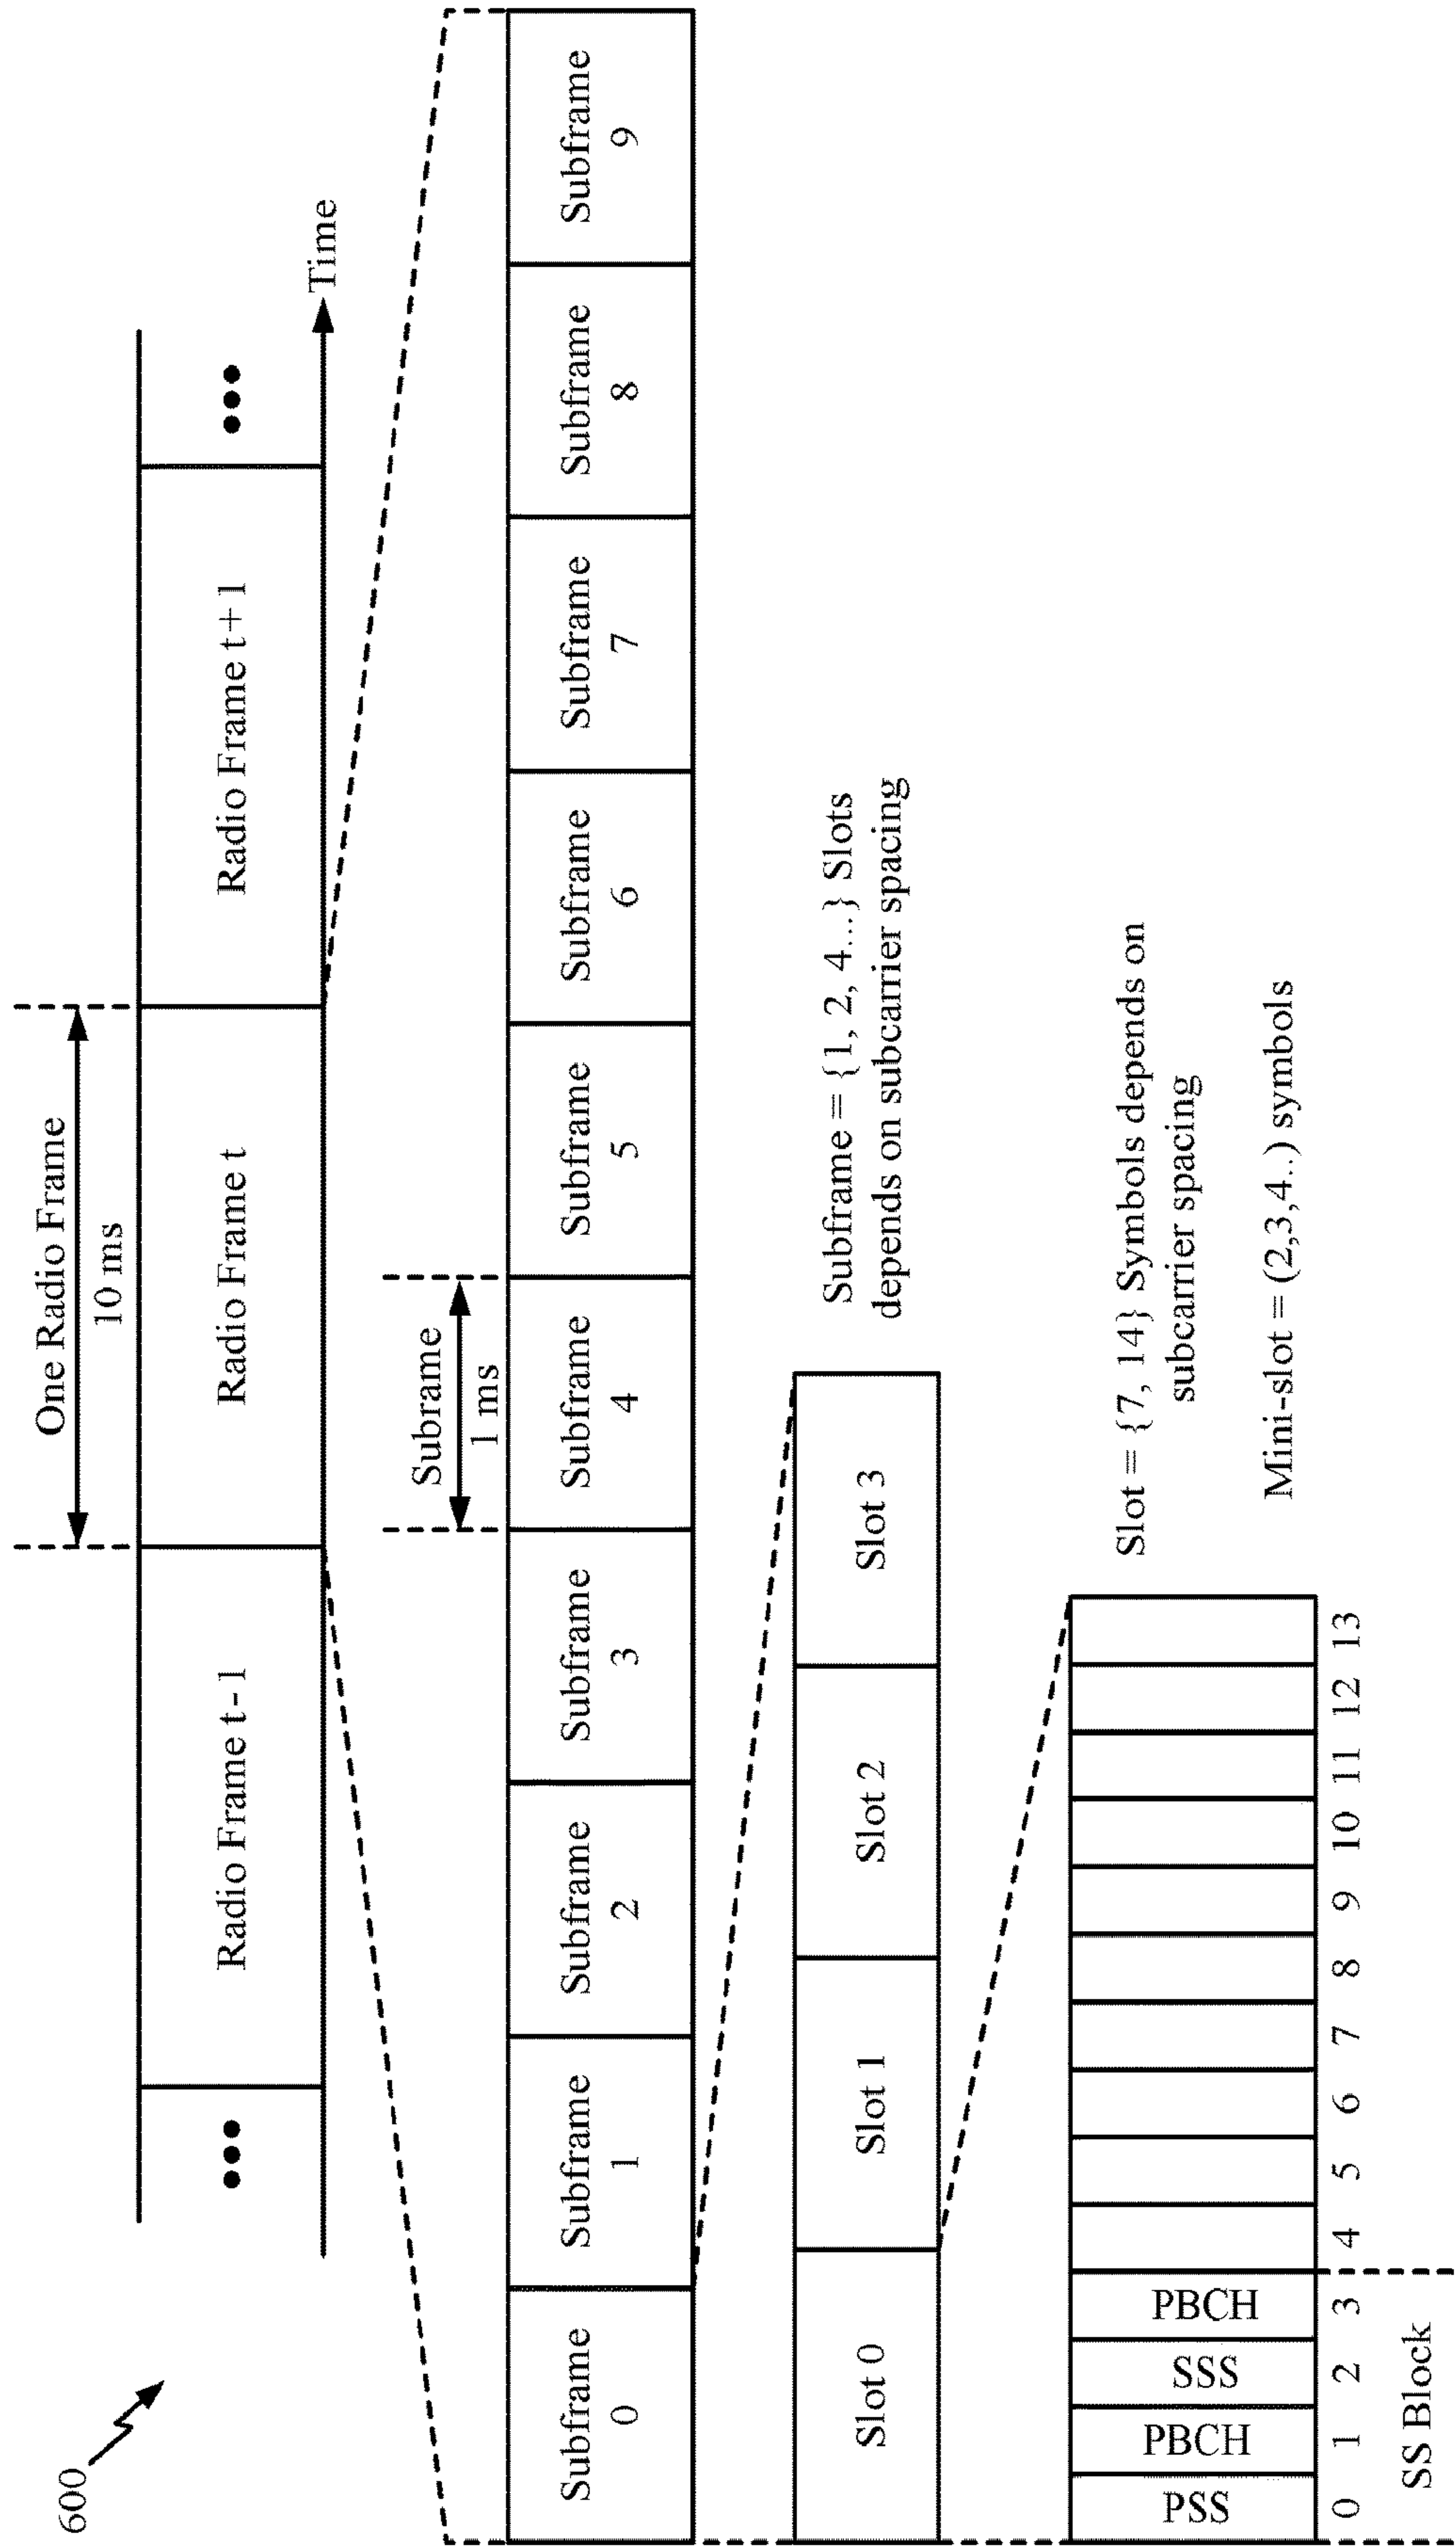 600
One Radio Frame
10 ms
••• Radio Frame t-1 Radio Frame t Radio Frame t+1 •••
Time
Subrame
1 ms
Subframe 0
Subframe 1
Subframe 2
Subframe 3
Subframe 4
Subframe 5
Subframe 6
Subframe 7
Subframe 8
Subframe 9
Slot 0 Slot 1 Slot 2 Slot 3
Subframe = {1, 2, 4...} Slots
depends on subcarrier spacing
PSS PBCH SSS PBCH
0 1 2 3 4 5 6 7 8 9 10 11 12 13
SS Block
Slot = {7, 14} Symbols depends on
subcarrier spacing
Mini-slot = (2,3,4..) symbols